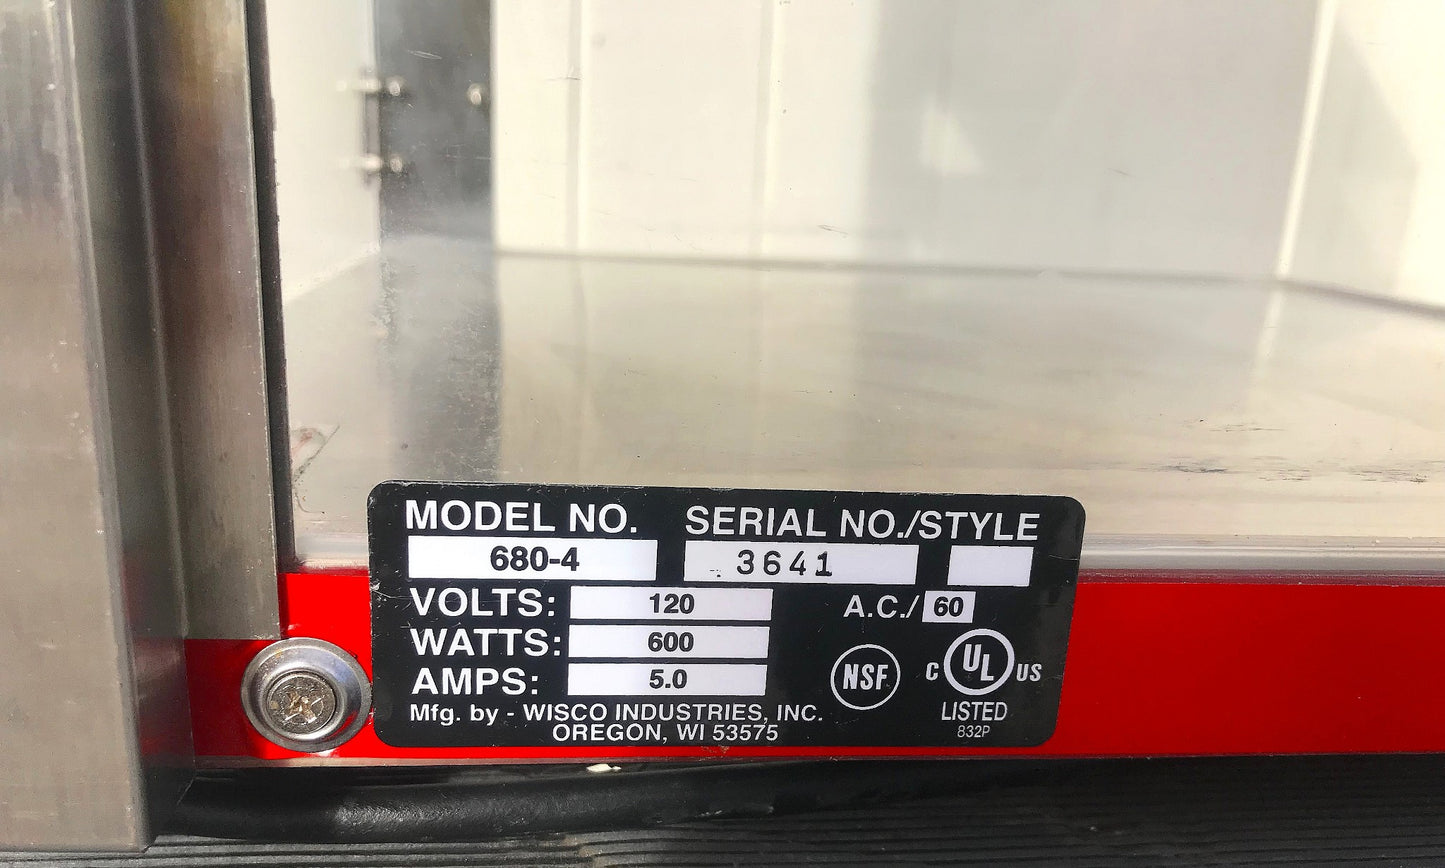 MODEL NO. SERIAL NO./STYLE
680-4 3641
VOLTS: 120 A.C./ 60
WATTS: 600
AMPS: 5.0
NSF
C UL US
LISTED
832P
Mfg. by - WISCO INDUSTRIES, INC.
OREGON, WI 53575